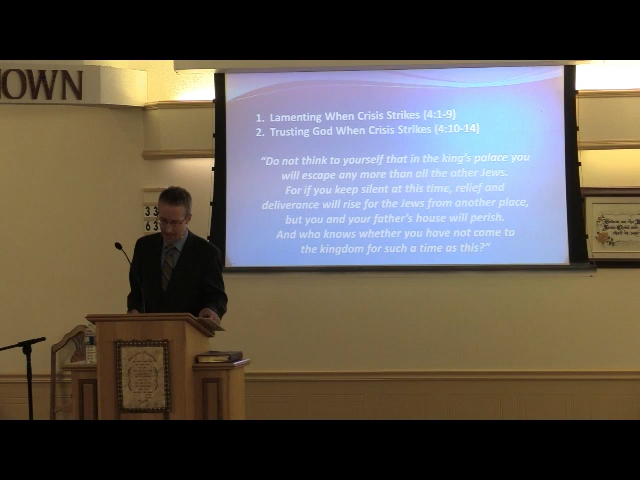 NOWN
1. Lamenting When Crisis Strikes (4:1-9)
2. Trusting God When Crisis Strikes (4:10-14)
“Do not think to yourself that in the king’s palace you
will escape any more than all the other Jews.
For if you keep silent at this time, relief and
deliverance will rise for the Jews from another place,
but you and your father’s house will perish.
And who knows whether you have not come to
the kingdom for such a time as this?”